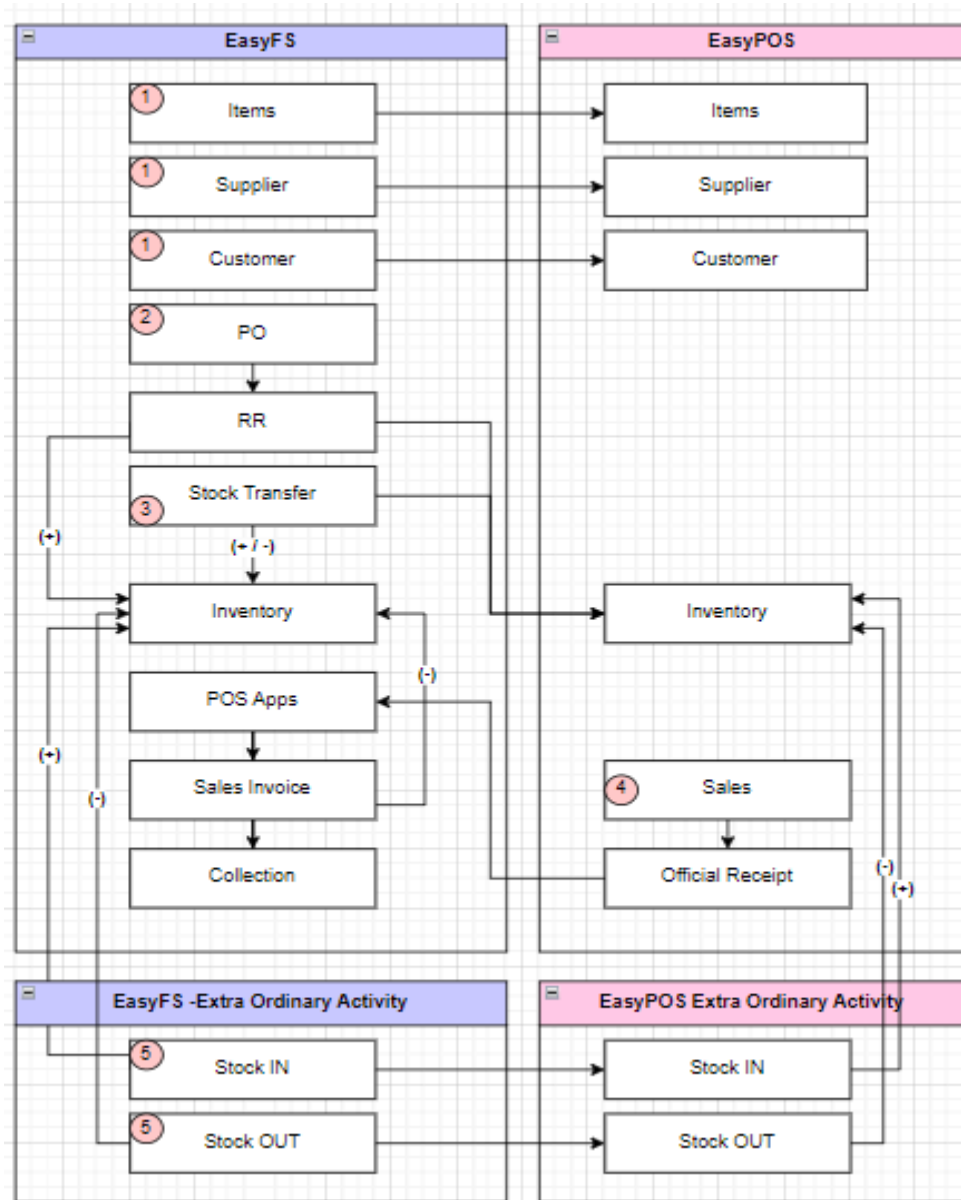 EasyFS
EasyPOS
1
Items
Items
1
Supplier
Supplier
1
Customer
Customer
2
PO
RR
Stock Transfer
3
(+)
(+ / -)
Inventory
Inventory
(-)
POS Apps
(+)
(-)
Sales Invoice
4
Sales
Collection
Official Receipt
(-)
(+)
EasyFS -Extra Ordinary Activity
EasyPOS Extra Ordinary Activity
5
Stock IN
Stock IN
5
Stock OUT
Stock OUT